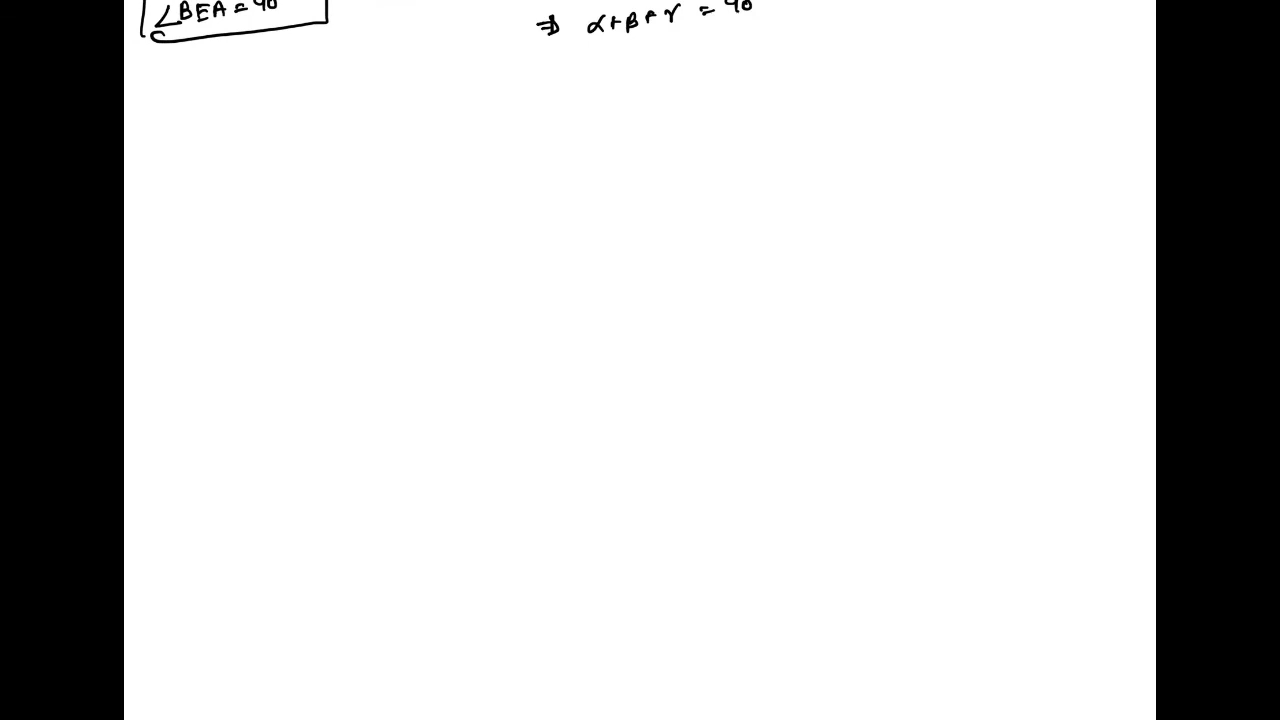 ∠BEA = 90
⇒ α+β+γ = 90